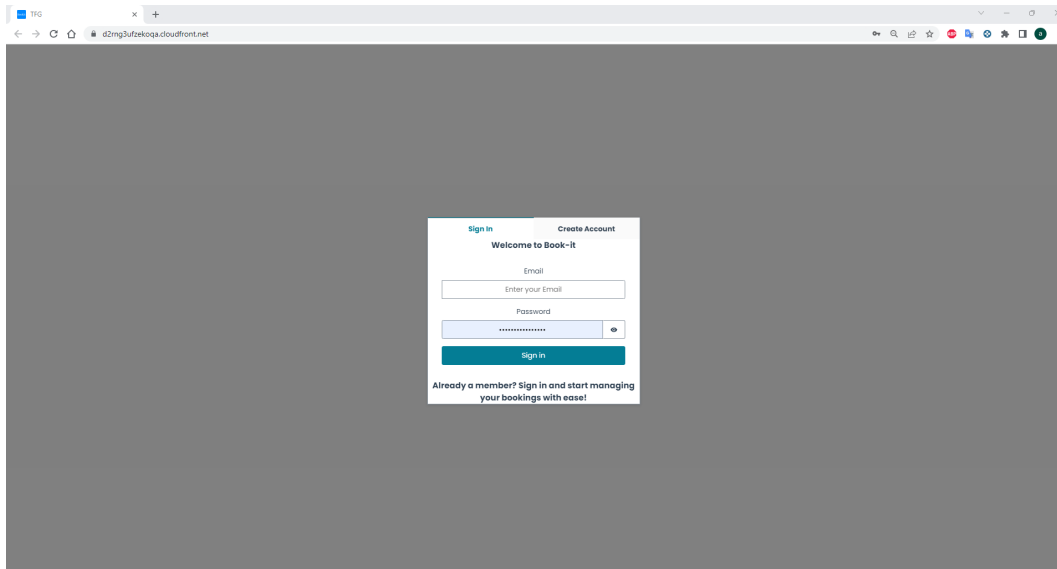 TFG
d2rng3ufzekoqa.cloudfront.net
Sign In
Create Account
Welcome to Book-it
Email
Enter your Email
Password
Sign in
Already a member? Sign in and start managing
your bookings with ease!